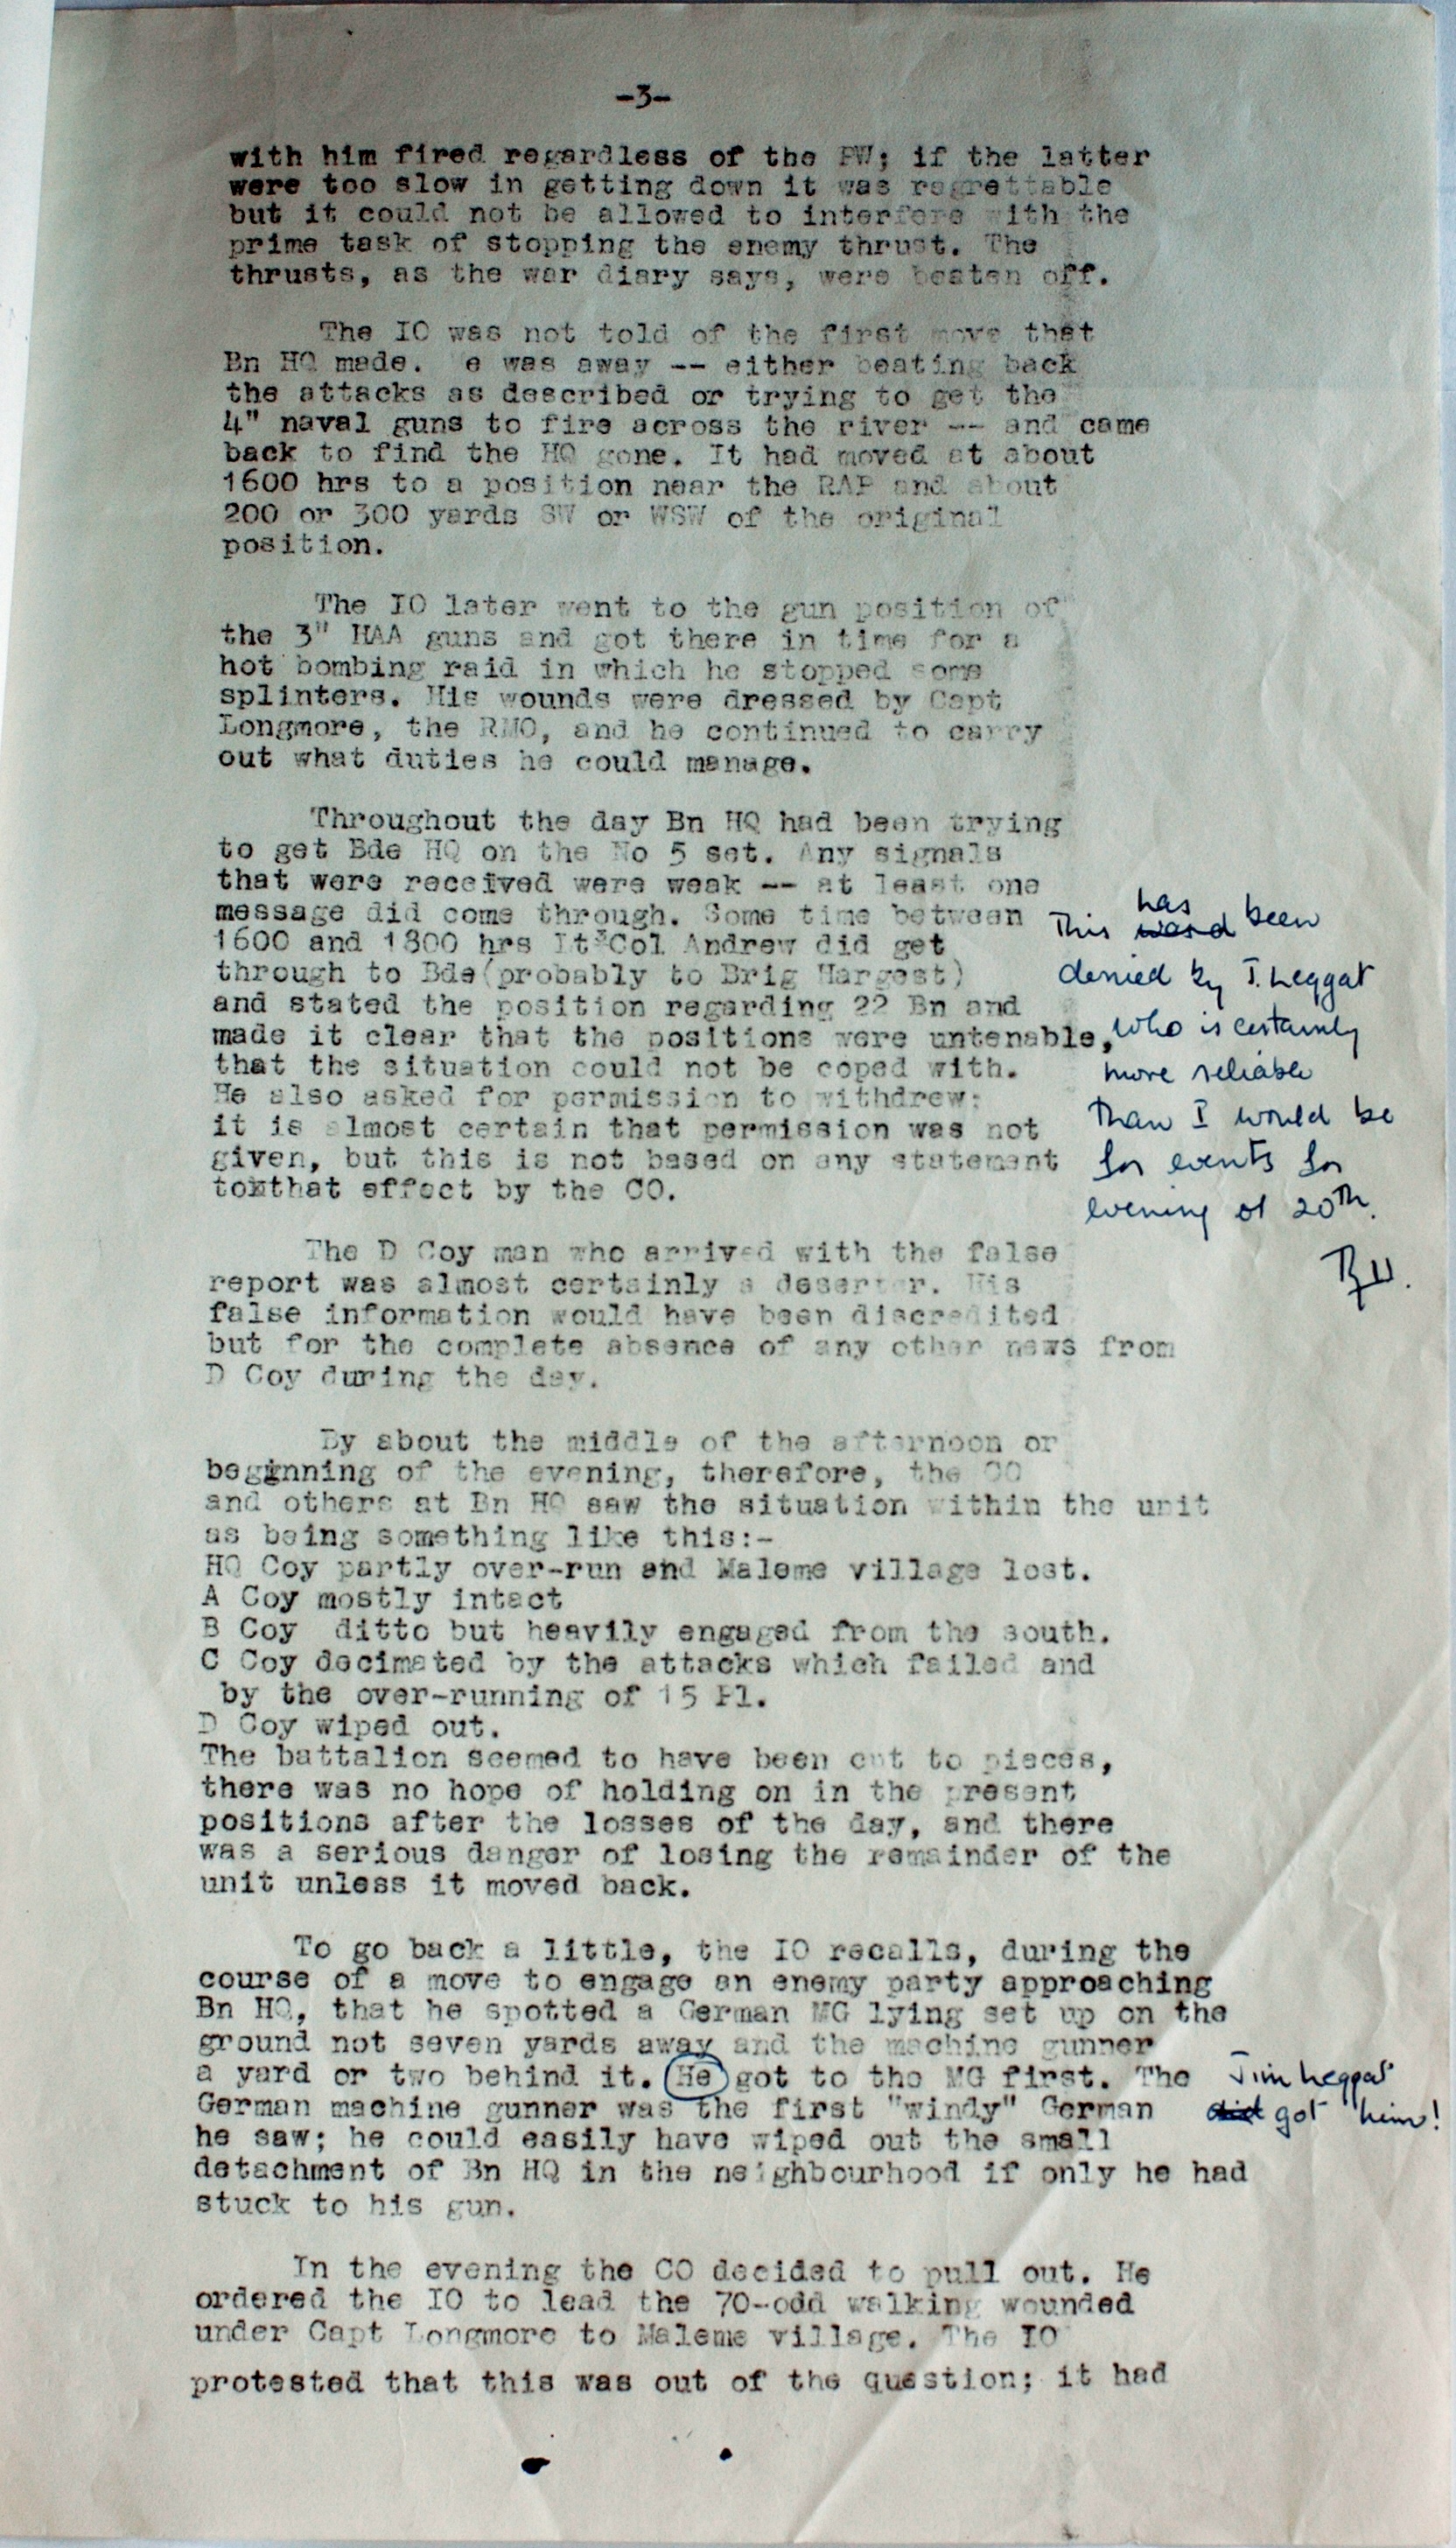 -3-
with him fired regardless of the PW; if the latter
were too slow in getting down it was regrettable
but it could not be allowed to interfere with the
prime task of stopping the enemy thrust. The
thrusts, as the war diary says, were beaten off.
The IO was not told of the first move that
Bn HQ made. e was away -- either beating back
the attacks as described or trying to get the
4" naval guns to fire across the river -- and came
back to find the HQ gone. It had moved at about
1600 hrs to a position near the RAP and about
200 or 300 yards SW or WSW of the original
position.
The IO later went to the gun position of
the 3" HAA guns and got there in time for a
hot bombing raid in which he stopped some
splinters. His wounds were dressed by Capt
Longmore, the RMO, and he continued to carry
out what duties he could manage.
Throughout the day Bn HQ had been trying
to get Bde HQ on the No 5 set. Any signals
that were received were weak -- at least one
message did come through. Some time between
1600 and 1800 hrs Lt Col Andrew did get
through to Bde (probably to Brig Hargest)
and stated the position regarding 22 Bn and
made it clear that the positions were untenable,
that the situation could not be coped with.
He also asked for permission to withdrew:
it is almost certain that permission was not
given, but this is not based on any statement
toxthat effect by the CO.
This has been
denied by T. Leggat
who is certainly
more reliable
than I would be
for events for
evening of 20th.
The D Coy man who arrived with the false
report was almost certainly a deserter. His
false information would have been discredited
but for the complete absence of any other news from
D Coy during the day.
By about the middle of the afternoon or
beginning of the evening, therefore, the CO
and others at Bn HQ saw the situation within the unit
as being something like this:-
HQ Coy partly over-run and Maleme village lost.
A Coy mostly intact
B Coy ditto but heavily engaged from the south.
C Coy decimated by the attacks which failed and
by the over-running of 15 Pl.
D Coy wiped out.
The battalion seemed to have been cut to pieces,
there was no hope of holding on in the present
positions after the losses of the day, and there
was a serious danger of losing the remainder of the
unit unless it moved back.
To go back a little, the IO recalls, during the
course of a move to engage an enemy party approaching
Bn HQ, that he spotted a German MG lying set up on the
ground not seven yards away and the machine gunner
a yard or two behind it. He got to the MG first. The
German machine gunner was the first "windy" German
he saw; he could easily have wiped out the small
detachment of Bn HQ in the neighbourhood if only he had
stuck to his gun.
Jim Leggat
got him!
In the evening the CO decided to pull out. He
ordered the IO to lead the 70-odd walking wounded
under Capt Longmore to Maleme village. The IO
protested that this was out of the question; it had